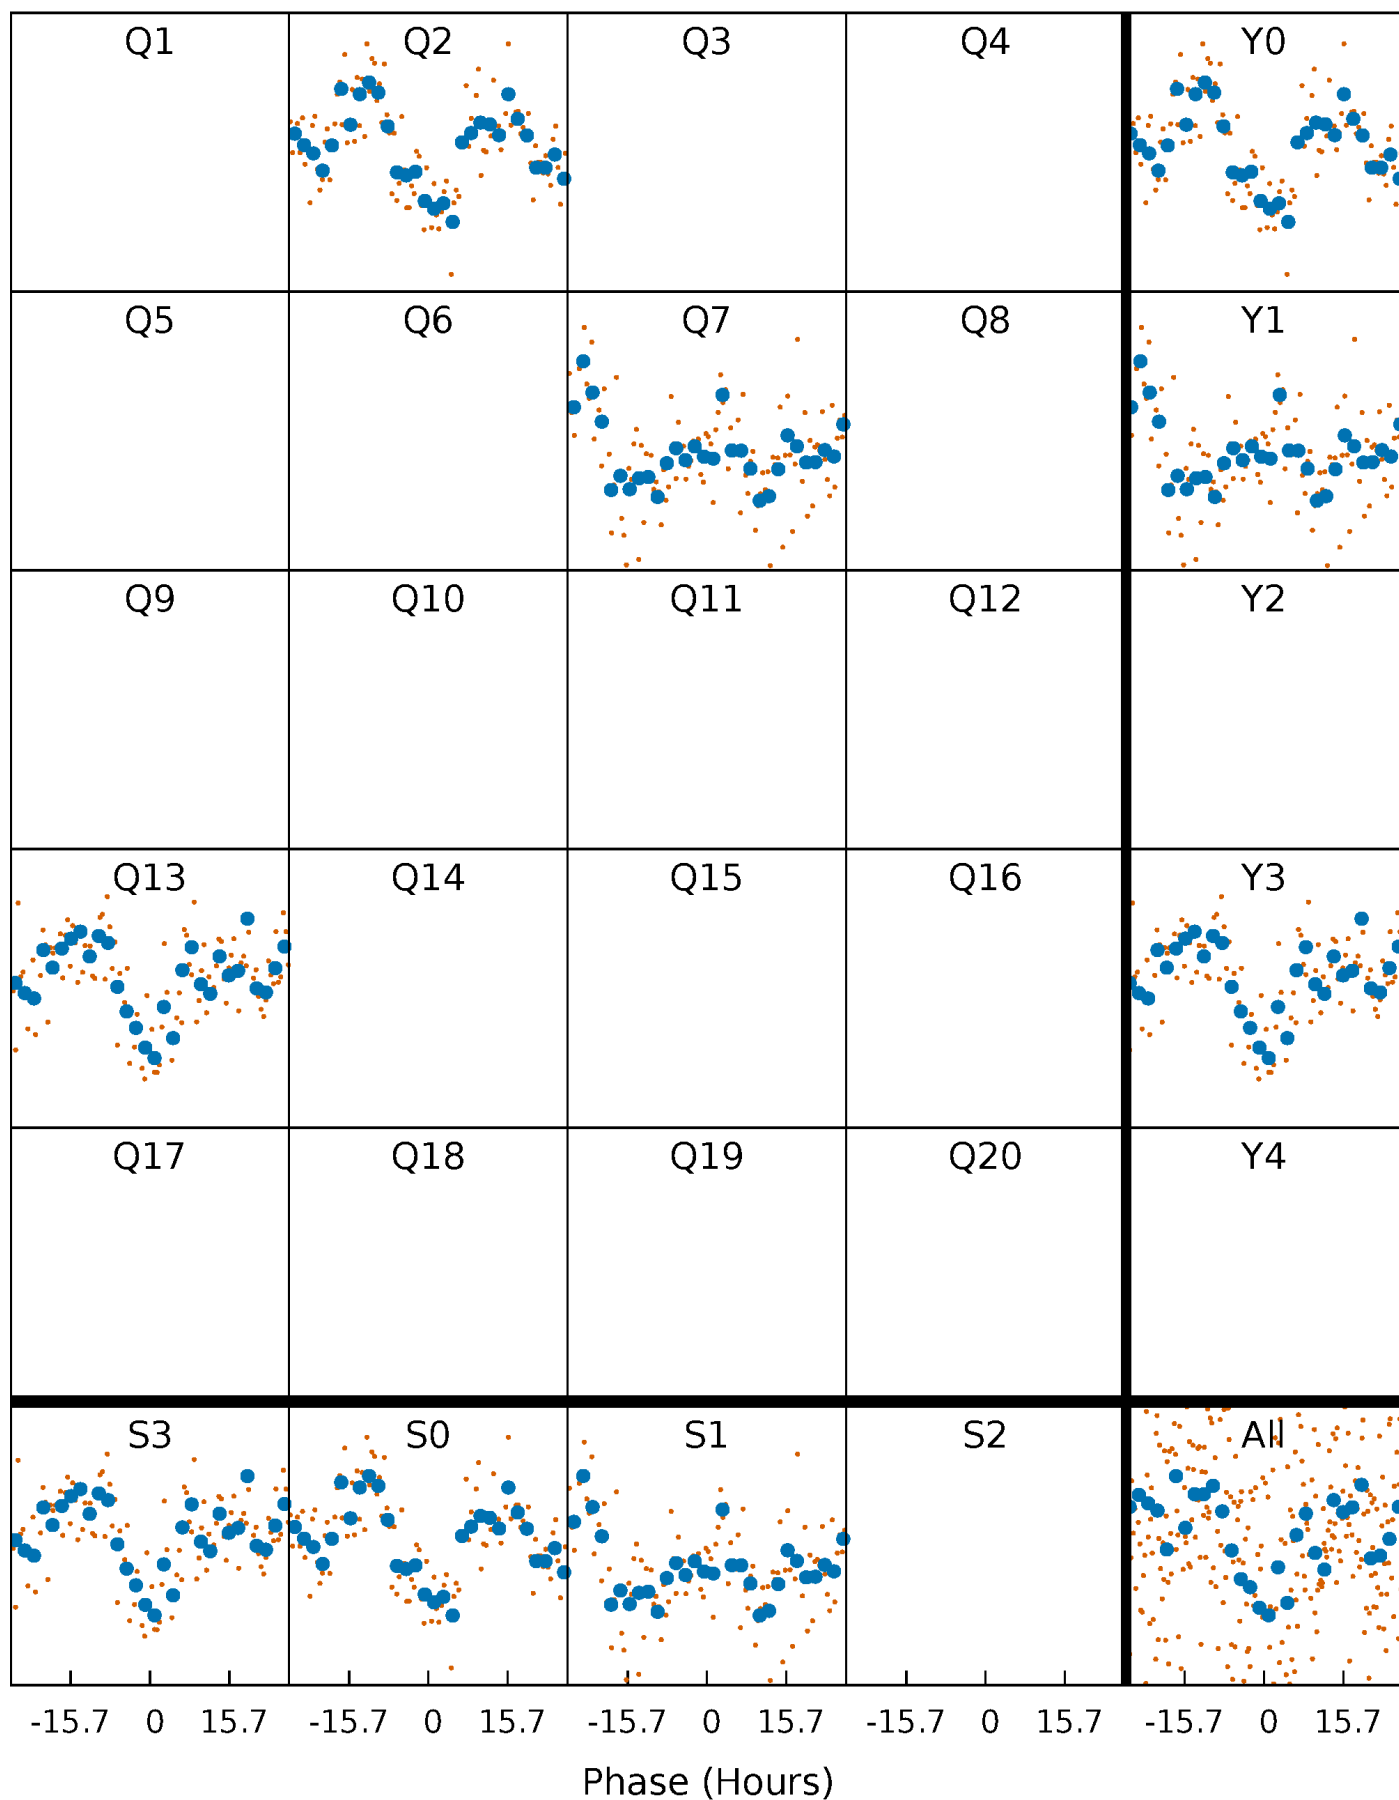 Q1 Q2 Q3 Q4 Y0
Q5 Q6 Q7 Q8 Y1
Q9 Q10 Q11 Q12 Y2
Q13 Q14 Q15 Q16 Y3
Q17 Q18 Q19 Q20 Y4
S3 S0 S1 S2 All
-15.7 0 15.7 -15.7 0 15.7 -15.7 0 15.7 -15.7 0 15.7 -15.7 0 15.7
Phase (Hours)